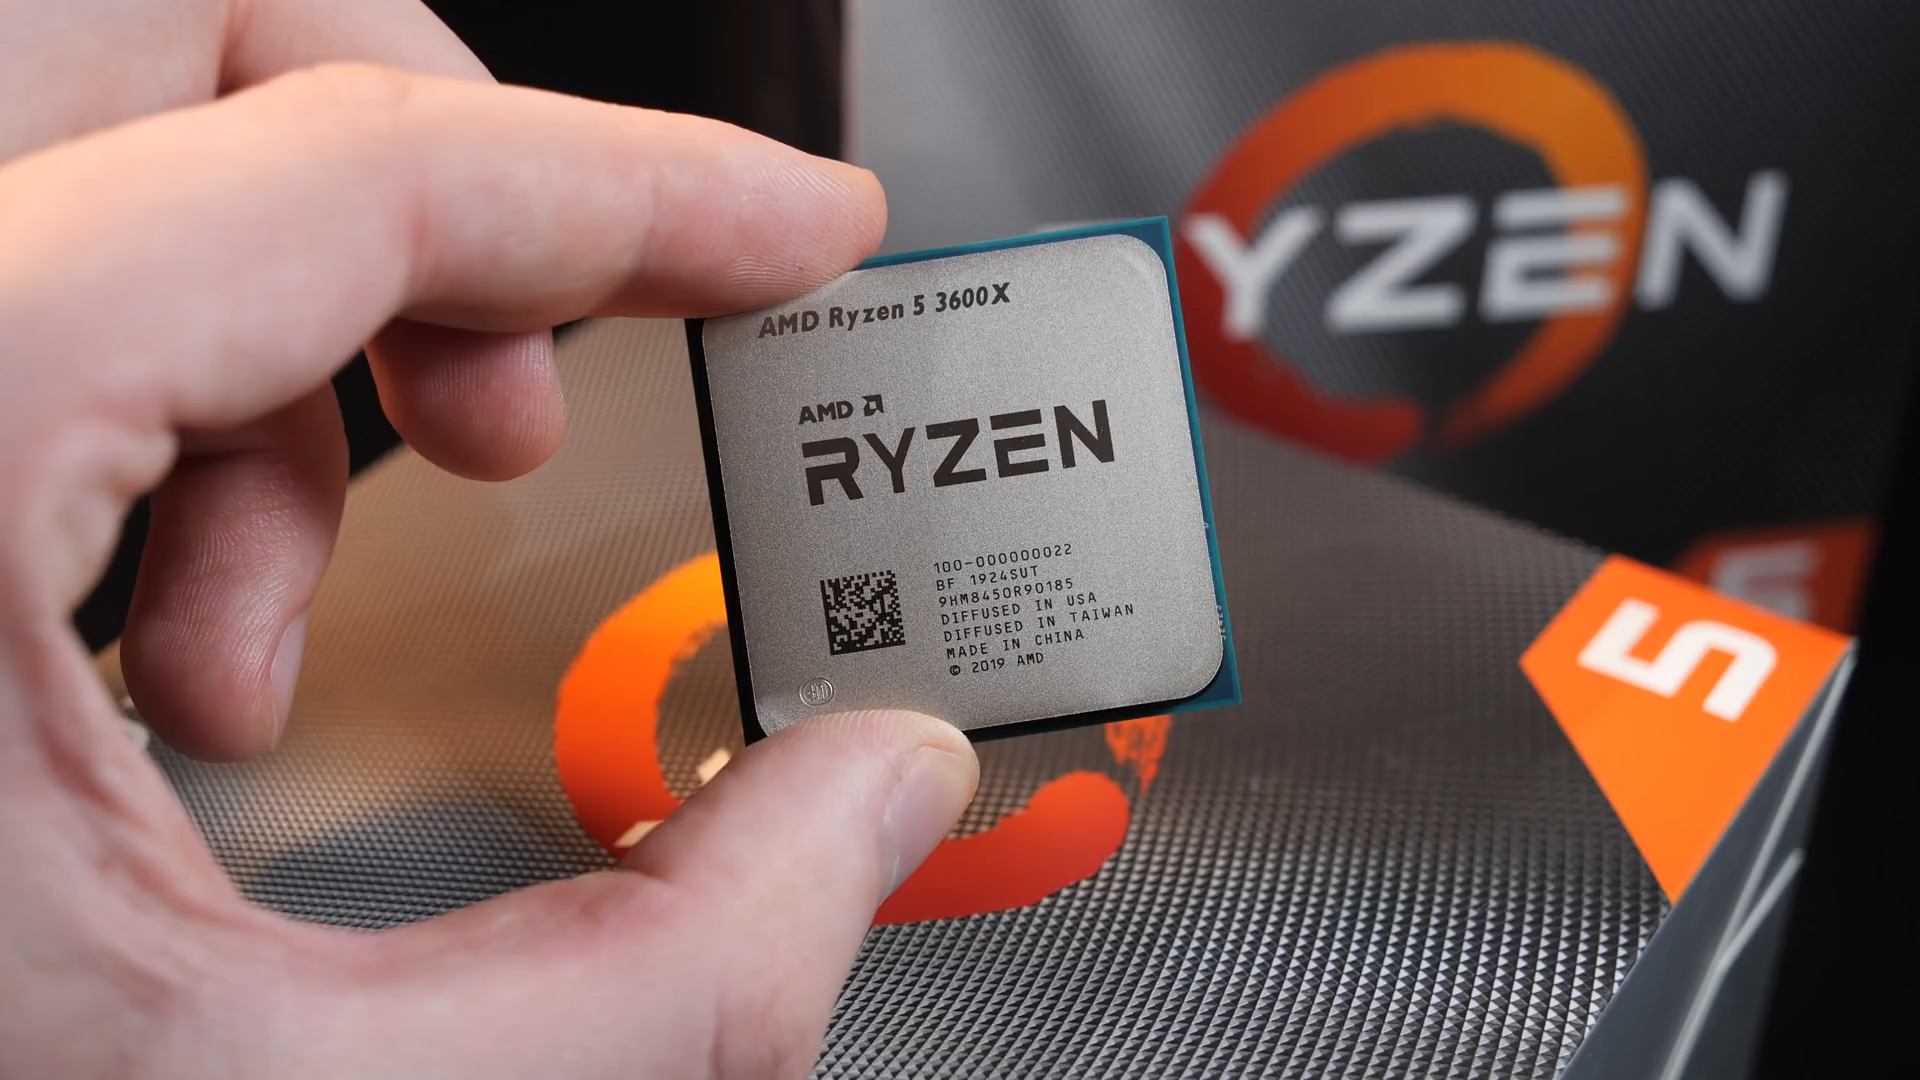 AMD Ryzen 5 3600X
AMD
RYZEN
100-000000022
BF 1924SUT
9HM8450R90185
DIFFUSED IN USA
DIFFUSED IN TAIWAN
MADE IN CHINA
© 2019 AMD
YZEN
5
5